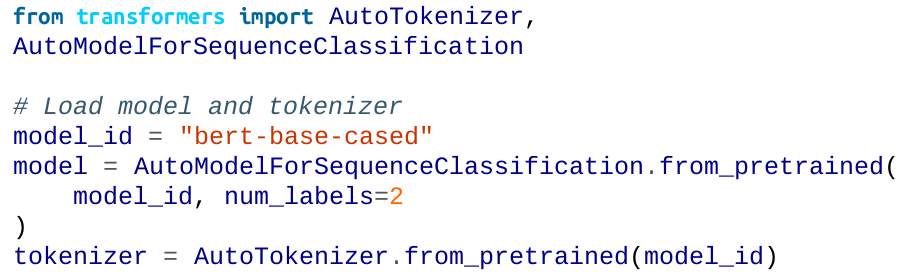 from transformers import AutoTokenizer,
AutoModelForSequenceClassification

# Load model and tokenizer
model_id = "bert-base-cased"
model = AutoModelForSequenceClassification.from_pretrained(
    model_id, num_labels=2
)
tokenizer = AutoTokenizer.from_pretrained(model_id)